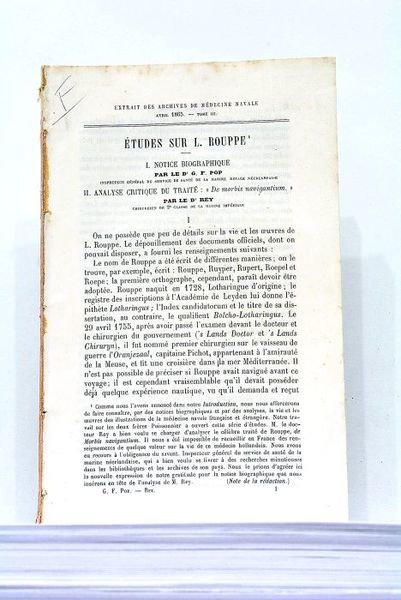 F
EXTRAIT DES ARCHIVES DE MÉDECINE NAVALE
AVRIL 1865. — TOME III.
ÉTUDES SUR L. ROUPPE¹
I. NOTICE BIOGRAPHIQUE
PAR LE Dʳ G. F. POP
INSPECTEUR GÉNÉRAL DU SERVICE DE SANTÉ DE LA MARINE ROYALE NÉERLANDAISE
II. ANALYSE CRITIQUE DU TRAITÉ : « De morbis navigantium. »
PAR LE Dʳ REY
CHIRURGIEN DE 2ᵉ CLASSE DE LA MARINE IMPÉRIALE
I
On ne possède que peu de détails sur la vie et les œuvres de
L. Rouppe. Le dépouillement des documents officiels, dont on
pouvait disposer, a fourni les renseignements suivants :
Le nom de Rouppe a été écrit de différentes manières ; on le
trouve, par exemple, écrit : Rouppe, Ruyper, Rupert, Roepel et
Roepe ; la première orthographe, cependant, paraît devoir être
adoptée. Rouppe naquit en 1728, Lotharingue d'origine ; le
registre des inscriptions à l'Académie de Leyden lui donne l'é-
pithète Lotharingus ; l'Index candidatorum et le titre de sa dis-
sertation, au contraire, le qualifient Bolcho-Lotharingus. Le
29 avril 1755, après avoir passé l'examen devant le docteur et
le chirurgien du gouvernement ('s Lands Doctor et 's Lands
Chiruryn), il fut nommé premier chirurgien sur le vaisseau de
guerre l'Oranjezaal, capitaine Pichot, appartenant à l'amirauté
de la Meuse, et fit une croisière dans la mer Méditerranée. Il
n'est pas possible de préciser si Rouppe avait navigué avant ce
voyage ; il est cependant vraisemblable qu'il devait posséder
déjà quelque expérience nautique, vu qu'il demanda et reçut
¹ Comme nous l'avons annoncé dans notre Introduction, nous nous efforcerons
de faire connaître, par des notices biographiques et par des analyses, la vie et les
œuvres des illustrations de la médecine navale française et étrangère. Notre tra-
vail sur les deux frères Poissonnier a ouvert cette série d'études. M. le doc-
teur Rey a bien voulu se charger d'analyser le célèbre traité de Rouppe, de
Morbis navigantium. Il nous a été impossible de recueillir en France des ren-
seignements de quelque valeur sur la vie de ce médecin hollandais. Nous avons
eu recours à l'obligeance du savant Inspecteur général du service de santé de la
marine néerlandaise, qui a bien voulu se livrer à des recherches minutieuses
dans les bibliothèques et les archives de son pays. Nous le prions d'agréer ici
la nouvelle expression de notre gratitude pour la notice biographique que nous
insérons en tête de l'analyse de M. Rey. (Note de la rédaction.)
G. F. Pop. — Rey. 1